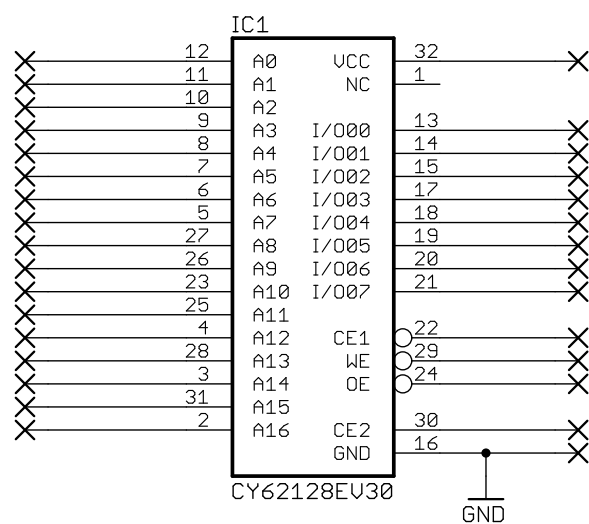 IC1
12 A0 VCC 32
11 A1 NC 1
10 A2
9 A3 I/O00 13
8 A4 I/O01 14
7 A5 I/O02 15
6 A6 I/O03 17
5 A7 I/O04 18
27 A8 I/O05 19
26 A9 I/O06 20
23 A10 I/O07 21
25 A11
4 A12 CE1 22
28 A13 WE 29
3 A14 OE 24
31 A15
2 A16 CE2 30
GND 16
CY62128EV30
GND